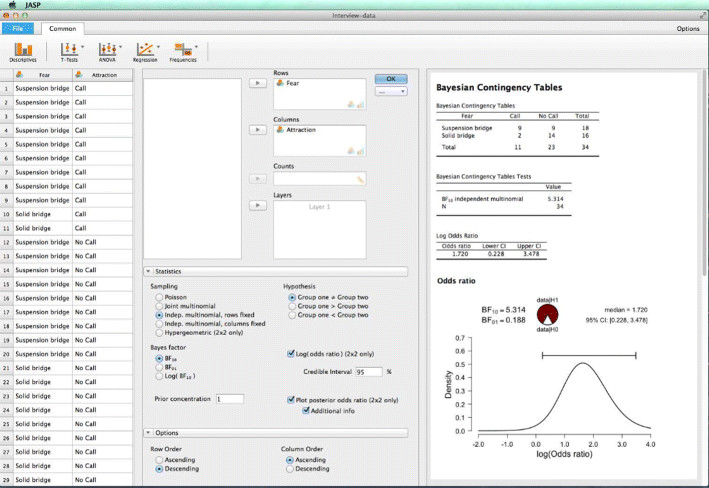 JASP
Interview-data
File Common Options
Descriptives T-Tests ANOVA Regression Frequencies
Fear Attraction
1 Suspension bridge Call
2 Suspension bridge Call
3 Suspension bridge Call
4 Suspension bridge Call
5 Suspension bridge Call
6 Suspension bridge Call
7 Suspension bridge Call
8 Suspension bridge Call
9 Suspension bridge Call
10 Solid bridge Call
11 Solid bridge Call
12 Suspension bridge No Call
13 Suspension bridge No Call
14 Suspension bridge No Call
15 Suspension bridge No Call
16 Suspension bridge No Call
17 Suspension bridge No Call
18 Suspension bridge No Call
19 Suspension bridge No Call
20 Suspension bridge No Call
21 Solid bridge No Call
22 Solid bridge No Call
23 Solid bridge No Call
24 Solid bridge No Call
25 Solid bridge No Call
26 Solid bridge No Call
27 Solid bridge No Call
28 Solid bridge No Call
29 Solid bridge No Call
Rows
Fear
OK
...
Columns
Attraction
Counts
Layers
Layer 1
Statistics
Sampling
Poisson
Joint multinomial
Indep. multinomial, rows fixed
Indep. multinomial, columns fixed
Hypergeometric (2x2 only)
Hypothesis
Group one ≠ Group two
Group one > Group two
Group one < Group two
Bayes factor
BF₁₀
BF₀₁
Log( BF₁₀ )
Log( odds ratio ) (2x2 only)
Credible Interval 95 %
Prior concentration 1
Plot posterior odds ratio (2x2 only)
Additional info
Options
Row Order
Ascending
Descending
Column Order
Ascending
Descending
Bayesian Contingency Tables
Bayesian Contingency Tables
Fear Call No Call Total
Suspension bridge 9 9 18
Solid bridge 2 14 16
Total 11 23 34
Bayesian Contingency Tables Tests
Value
BF₁₀ independent multinomial 5.314
N 34
Log Odds Ratio
Odds ratio Lower CI Upper CI
1.720 0.228 3.478
Odds ratio
data|H1
BF₁₀ = 5.314
BF₀₁ = 0.188
data|H0
median = 1.720
95% CI: [0.228, 3.478]
0.7
0.6
0.5
0.4
0.3
0.2
0.1
0.0
Density
-2.0 -1.0 0.0 1.0 2.0 3.0 4.0
log(Odds ratio)